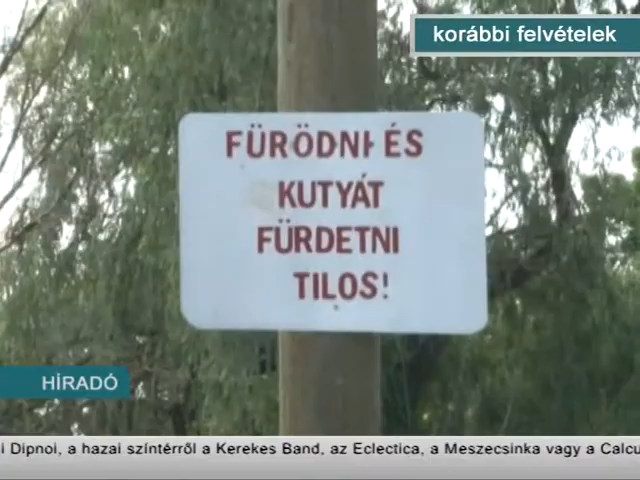 korábbi felvételek
FÜRÖDNI ÉS
KUTYÁT
FÜRDETNI
TILOS!
HÍRADÓ
Dipnoi, a hazai színtérről a Kerekes Band, az Eclectica, a Meszecsinka vagy a